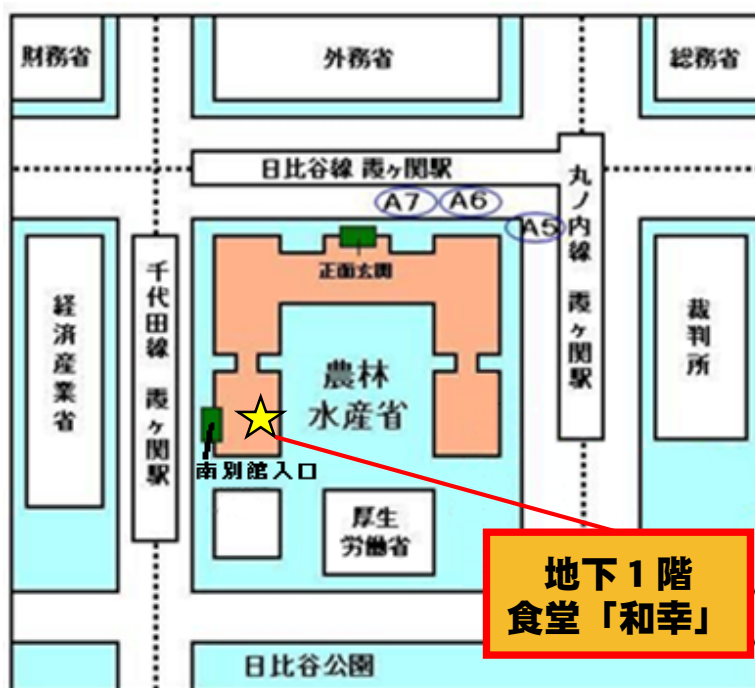 財務省
外務省
総務省
日比谷線 霞ヶ関駅
A7
A6
A5
丸ノ内線 霞ヶ関駅
正面玄関
千代田線 霞ヶ関駅
経済産業省
裁判所
農林
水産省
南別館入口
厚生
労働省
地下1階
食堂「和幸」
日比谷公園